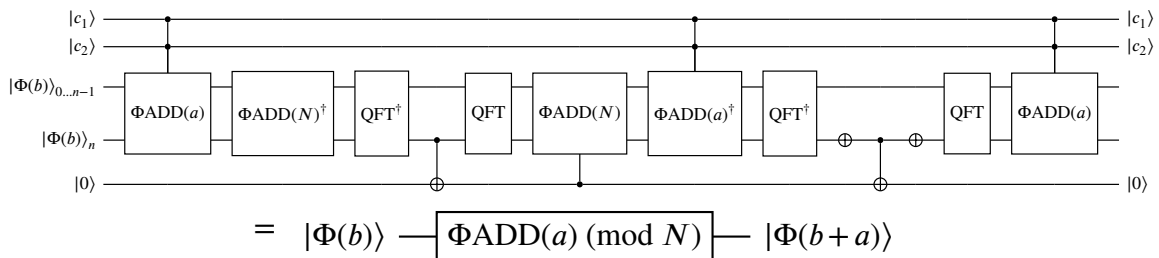 |c₁⟩ |c₁⟩
|c₂⟩ |c₂⟩
|Φ(b)⟩₀...ₙ₋₁
ΦADD(a) ΦADD(N)† QFT† QFT ΦADD(N) ΦADD(a)† QFT† QFT ΦADD(a)
|Φ(b)⟩ₙ
|0⟩ |0⟩
= |Φ(b)⟩ ΦADD(a) (mod N) |Φ(b+a)⟩